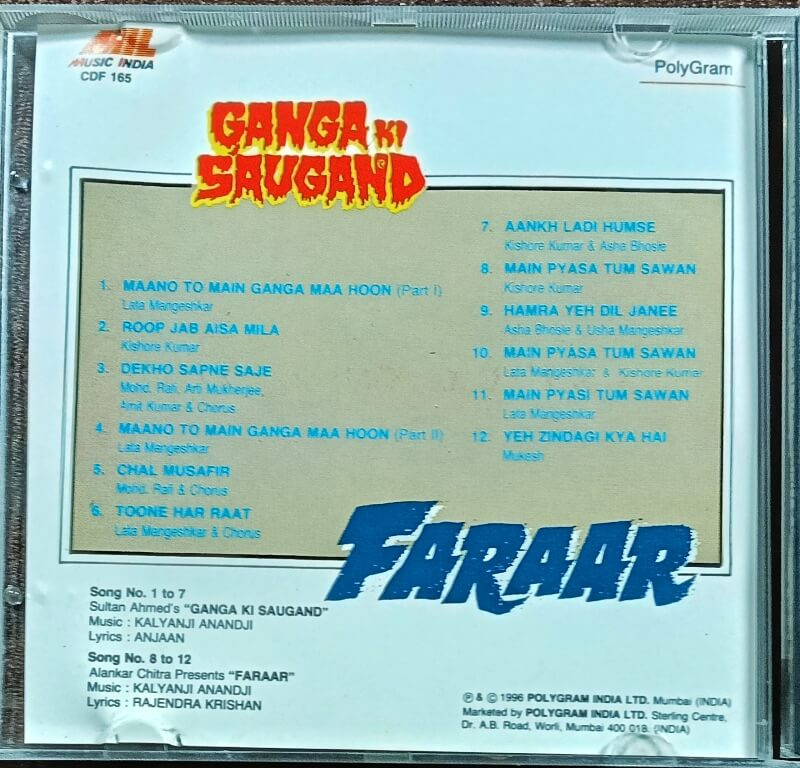 MIL
MUSIC INDIA
CDF 165
PolyGram
GANGA KI
SAUGAND
1. MAANO TO MAIN GANGA MAA HOON (Part I)
Lata Mangeshkar
2. ROOP JAB AISA MILA
Kishore Kumar
3. DEKHO SAPNE SAJE
Mohd. Rafi, Arti Mukherjee,
Amit Kumar & Chorus
4. MAANO TO MAIN GANGA MAA HOON (Part II)
Lata Mangeshkar
5. CHAL MUSAFIR
Mohd. Rafi & Chorus
6. TOONE HAR RAAT
Lata Mangeshkar & Chorus
7. AANKH LADI HUMSE
Kishore Kumar & Asha Bhosle
8. MAIN PYASA TUM SAWAN
Kishore Kumar
9. HAMRA YEH DIL JANEE
Asha Bhosle & Usha Mangeshkar
10. MAIN PYASA TUM SAWAN
Lata Mangeshkar & Kishore Kumar
11. MAIN PYASI TUM SAWAN
Lata Mangeshkar
12. YEH ZINDAGI KYA HAI
Mukesh
FARAAR
Song No. 1 to 7
Sultan Ahmed's "GANGA KI SAUGAND"
Music : KALYANJI ANANDJI
Lyrics : ANJAAN
Song No. 8 to 12
Alankar Chitra Presents "FARAAR"
Music : KALYANJI ANANDJI
Lyrics : RAJENDRA KRISHAN
℗ & © 1996 POLYGRAM INDIA LTD. Mumbai (INDIA)
Marketed by POLYGRAM INDIA LTD. Sterling Centre,
Dr. A.B. Road, Worli, Mumbai 400 018. (INDIA)